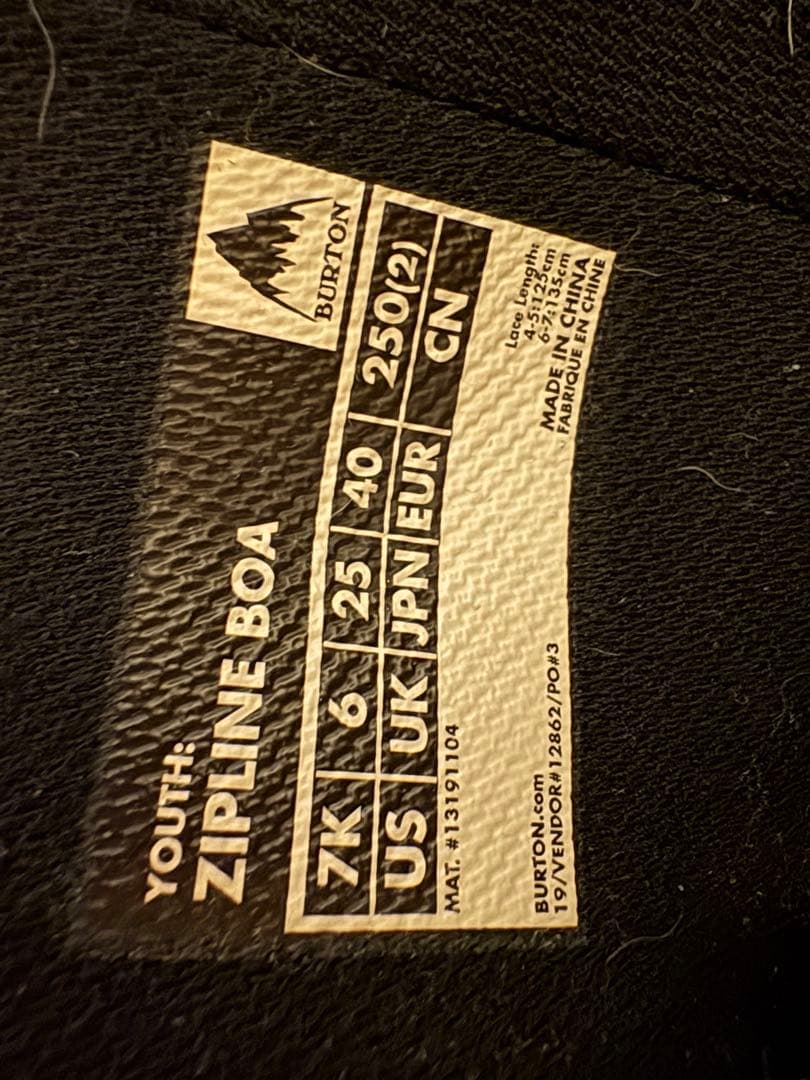 YOUTH:
ZIPLINE BOA
BURTON
7K 6 25 40 250(2)
US UK JPN EUR CN
MAT. #13191104
Lace Length:
4-5:125cm
6-7:135cm
BURTON.com MADE IN CHINA
19/VENDOR#12862/PO#3 FABRIQUE EN CHINE